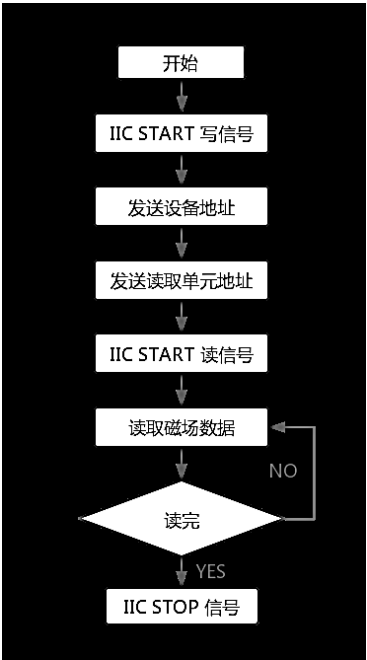 开始
IIC START 写信号
发送设备地址
发送读取单元地址
IIC START 读信号
读取磁场数据
NO
读完
YES
IIC STOP 信号